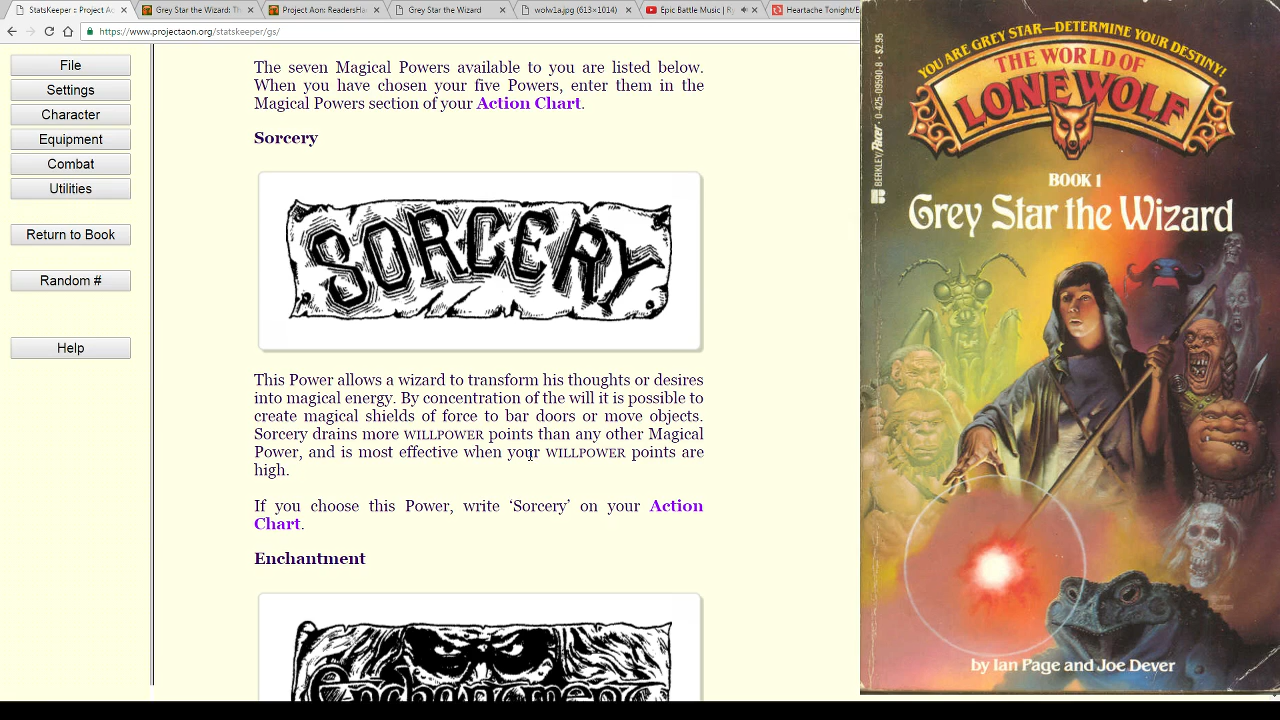 StatsKeeper :: Project Ao
Grey Star the Wizard: Th
Project Aon: ReadersHan
Grey Star the Wizard
wolw1a.jpg (613×1014)
Epic Battle Music | Ry
Heartache Tonight/E
https://www.projectaon.org/statskeeper/gs/
File
Settings
Character
Equipment
Combat
Utilities
Return to Book
Random #
Help
The seven Magical Powers available to you are listed below.
When you have chosen your five Powers, enter them in the
Magical Powers section of your Action Chart.
Sorcery
SORCERY
This Power allows a wizard to transform his thoughts or desires
into magical energy. By concentration of the will it is possible to
create magical shields of force to bar doors or move objects.
Sorcery drains more WILLPOWER points than any other Magical
Power, and is most effective when your WILLPOWER points are
high.
If you choose this Power, write ‘Sorcery’ on your Action
Chart.
Enchantment
Enchantment
YOU ARE GREY STAR—DETERMINE YOUR DESTINY!
THE WORLD OF
LONE WOLF
BOOK 1
Grey Star the Wizard
BERKLEY/Pacer • 0-425-09590-8 • $2.95
by Ian Page and Joe Dever